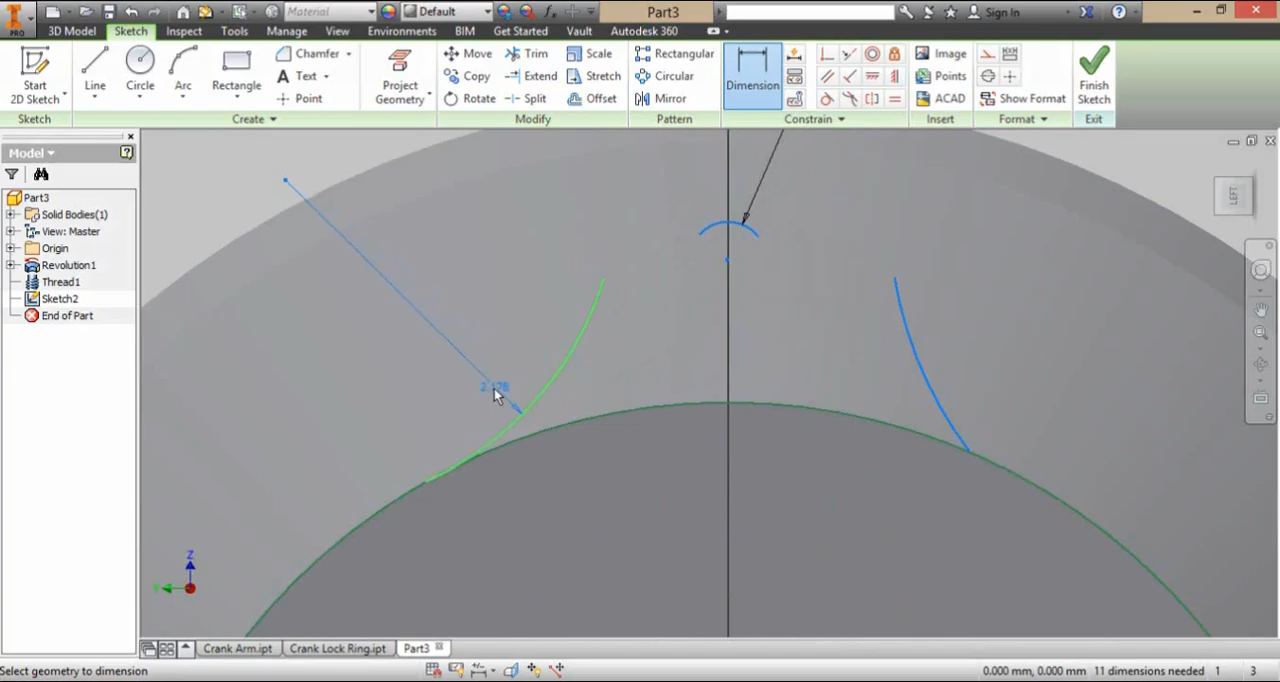 Material Default Part3 Sign In
PRO 3D Model Sketch Inspect Tools Manage View Environments BIM Get Started Vault Autodesk 360
Start 2D Sketch
Line
Circle
Arc
Rectangle
Chamfer
Text
Point
Project Geometry
Move
Copy
Rotate
Trim
Extend
Split
Scale
Stretch
Offset
Rectangular
Circular
Mirror
Dimension
Image
Points
ACAD
Show Format
Finish Sketch
Sketch Create Modify Pattern Constrain Insert Format Exit
Model
Part3
Solid Bodies(1)
View: Master
Origin
Revolution1
Thread1
Sketch2
End of Part
LEFT
Z
Crank Arm.ipt Crank Lock Ring.ipt Part3
Select geometry to dimension 0.000 mm, 0.000 mm 11 dimensions needed 1 3